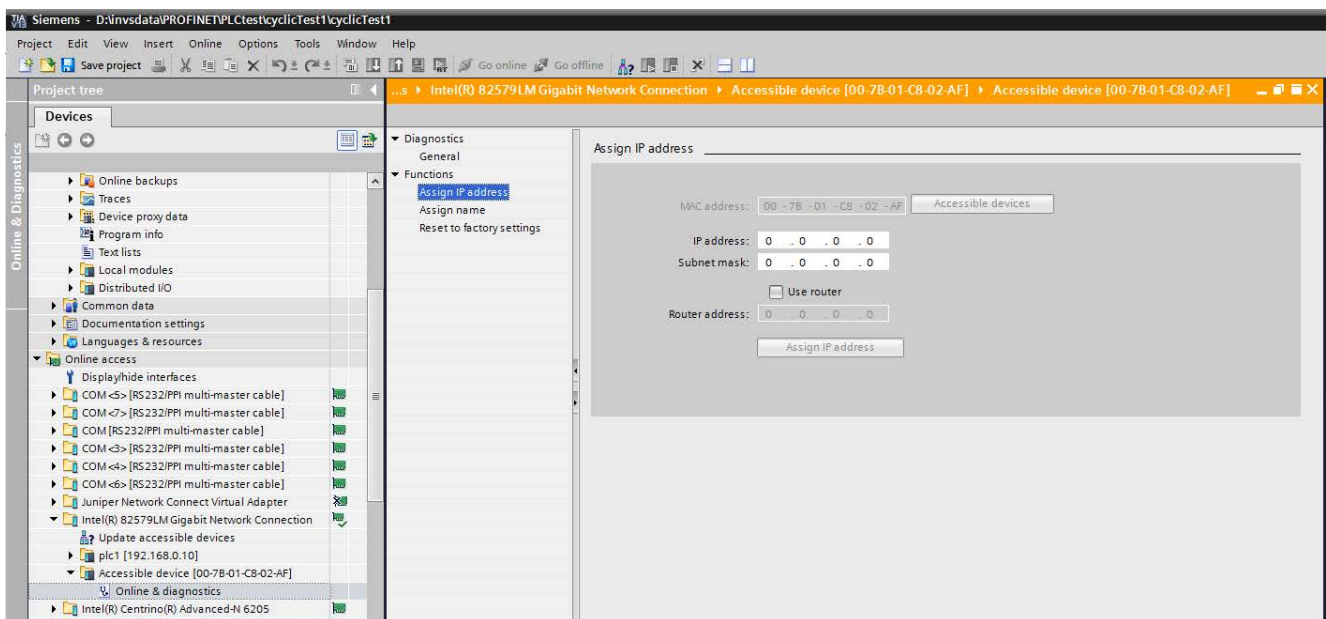 Siemens - D:\invsdata\PROFINET\PLCtest\cyclicTest1\cyclicTest1
Project Edit View Insert Online Options Tools Window Help
Save project Go online Go offline
Project tree
...s Intel(R) 82579LM Gigabit Network Connection Accessible device [00-7B-01-C8-02-AF] Accessible device [00-7B-01-C8-02-AF]
Devices
Online & Diagnostics
Online backups
Traces
Device proxy data
Program info
Text lists
Local modules
Distributed I/O
Common data
Documentation settings
Languages & resources
Online access
Display/hide interfaces
COM <5> [RS232/PPI multi-master cable]
COM <7> [RS232/PPI multi-master cable]
COM [RS232/PPI multi-master cable]
COM <3> [RS232/PPI multi-master cable]
COM <4> [RS232/PPI multi-master cable]
COM <6> [RS232/PPI multi-master cable]
Juniper Network Connect Virtual Adapter
Intel(R) 82579LM Gigabit Network Connection
Update accessible devices
plc1 [192.168.0.10]
Accessible device [00-7B-01-C8-02-AF]
Online & diagnostics
Intel(R) Centrino(R) Advanced-N 6205
Diagnostics
General
Functions
Assign IP address
Assign name
Reset to factory settings
Assign IP address
MAC address: 00 -7B -01 -C8 -02 -AF Accessible devices
IP address: 0 . 0 . 0 . 0
Subnet mask: 0 . 0 . 0 . 0
Use router
Router address: 0 . 0 . 0 . 0
Assign IP address